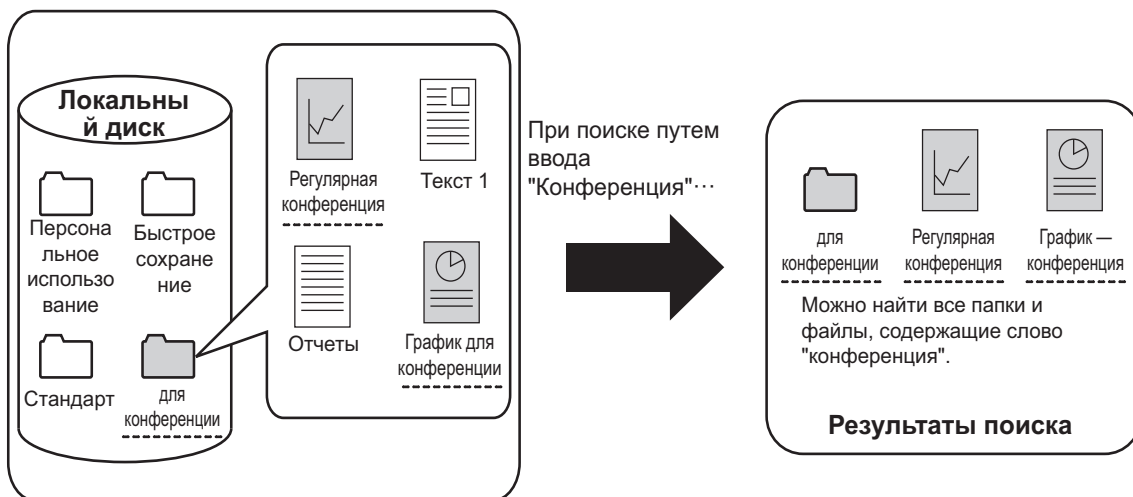 Локальны
й диск
Персона
льное
использо
вание
Быстрое
сохране
ние
Стандарт
для
конференции
Регулярная
конференция
Текст 1
Отчеты
График для
конференции
При поиске путем
ввода
"Конференция"…
для
конференции
Регулярная
конференция
График —
конференция
Можно найти все папки и
файлы, содержащие слово
"конференция".
Результаты поиска